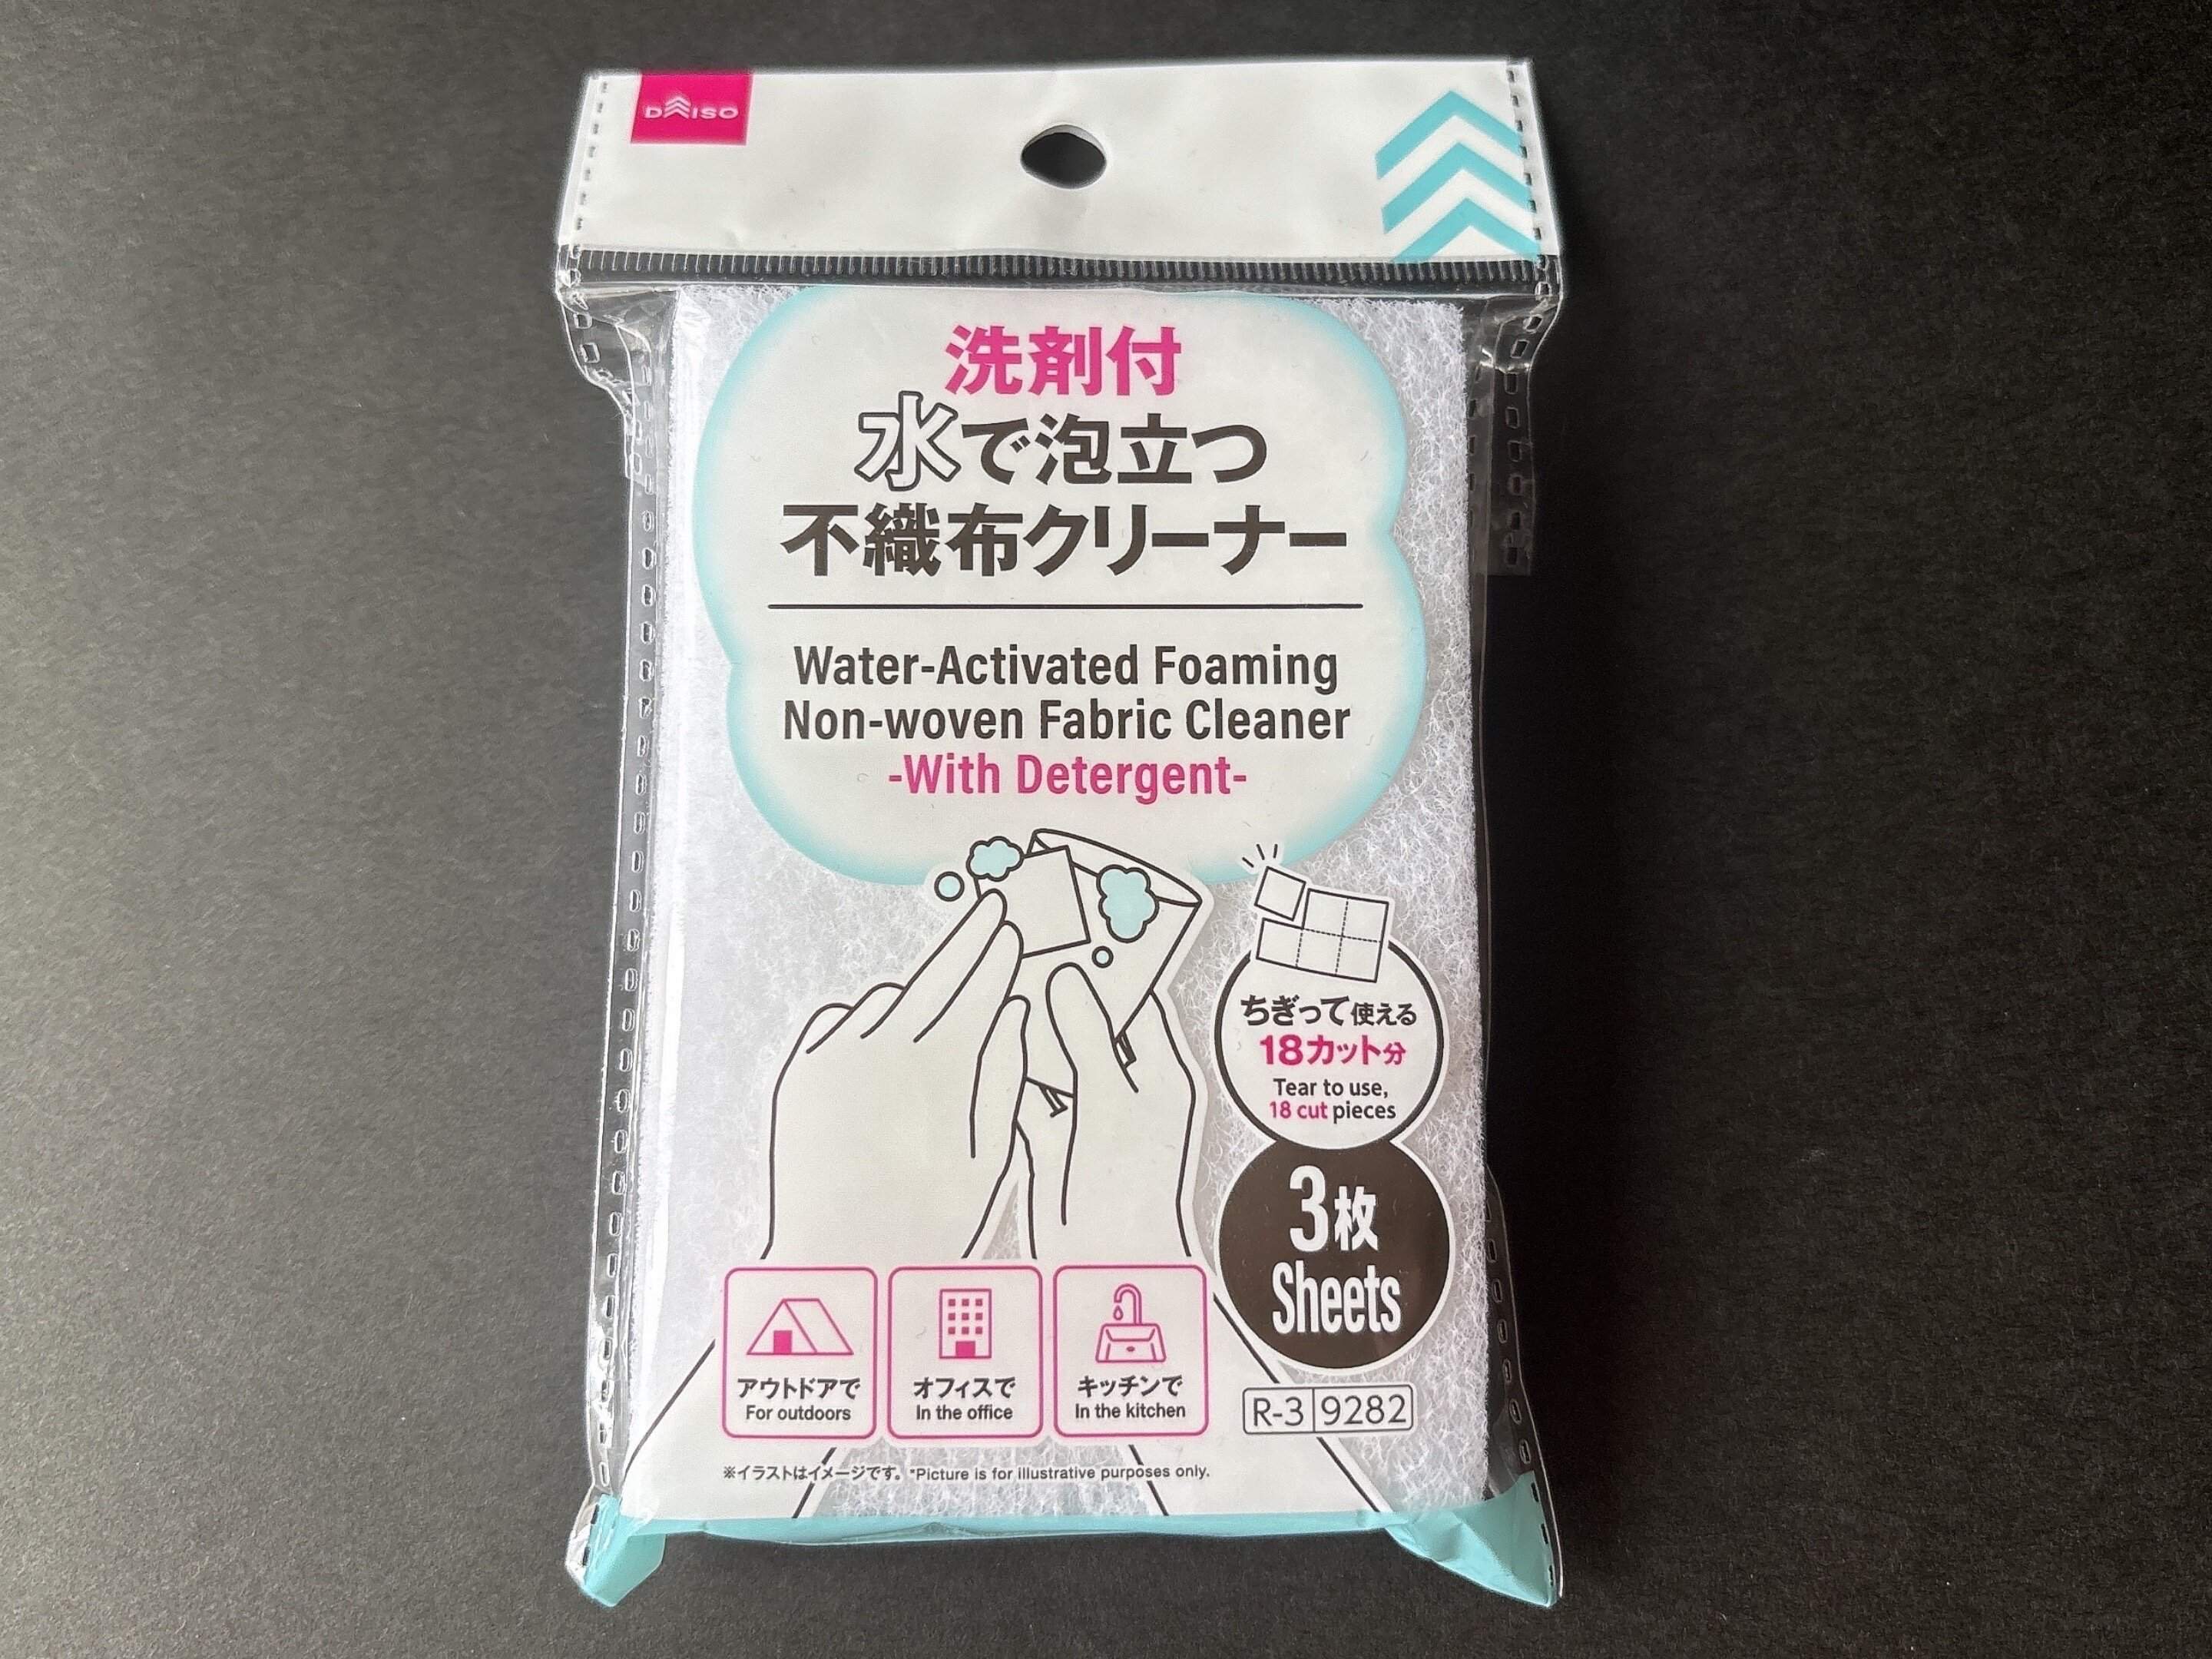 DAISO
洗剤付
水で泡立つ
不織布クリーナー
Water-Activated Foaming
Non-woven Fabric Cleaner
-With Detergent-
ちぎって使える
18カット分
Tear to use,
18 cut pieces
3枚
Sheets
アウトドアで
For outdoors
オフィスで
In the office
キッチンで
In the kitchen
R-3 9282
※イラストはイメージです。*Picture is for illustrative purposes only.